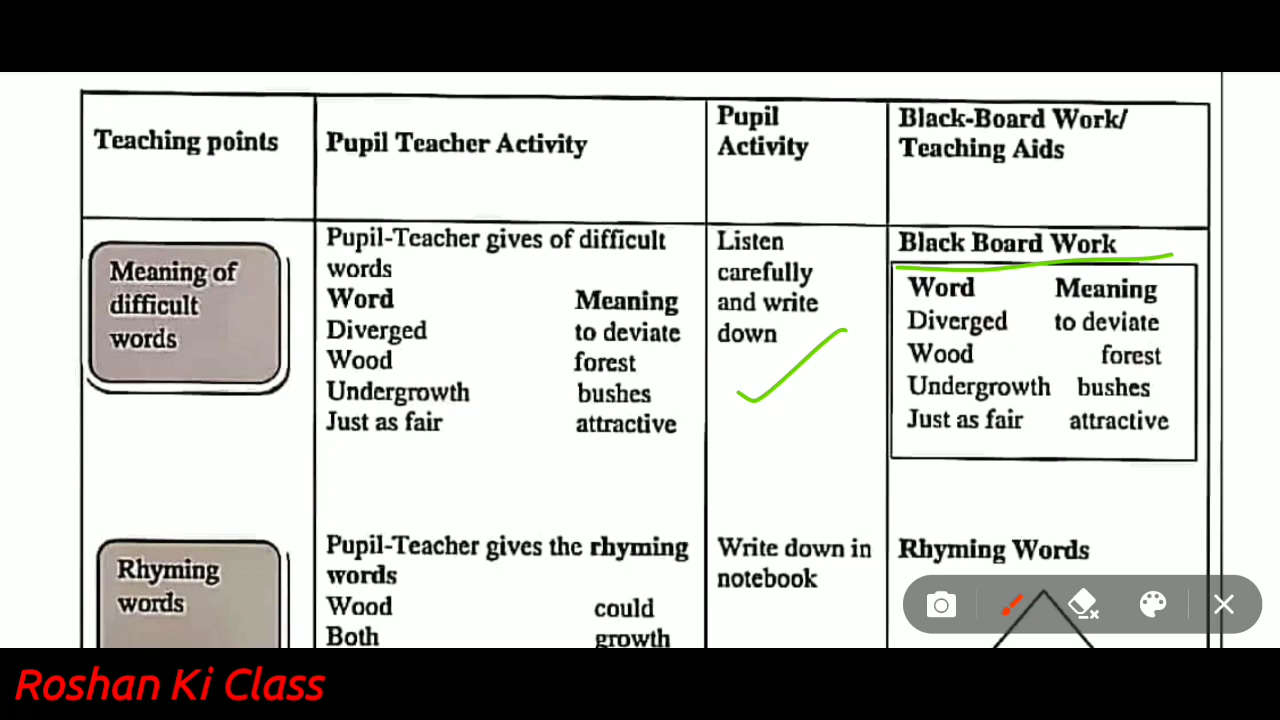 Teaching points
Pupil Teacher Activity
Pupil
Activity
Black-Board Work/
Teaching Aids
Meaning of
difficult
words
Pupil-Teacher gives of difficult
words
Word Meaning
Diverged to deviate
Wood forest
Undergrowth bushes
Just as fair attractive
Listen
carefully
and write
down
Black Board Work
Word Meaning
Diverged to deviate
Wood forest
Undergrowth bushes
Just as fair attractive
Rhyming
words
Pupil-Teacher gives the rhyming
words
Wood could
Both growth
Write down in
notebook
Rhyming Words
Roshan Ki Class